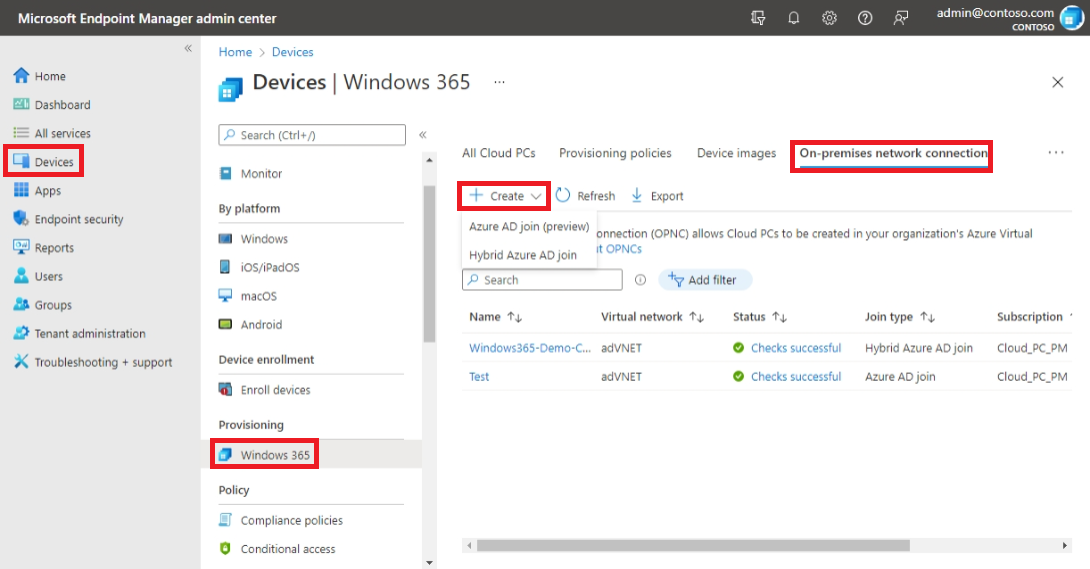 Microsoft Endpoint Manager admin center
admin@contoso.com
CONTOSO
«
Home
Dashboard
All services
Devices
Apps
Endpoint security
Reports
Users
Groups
Tenant administration
Troubleshooting + support
Home > Devices
Devices | Windows 365 ...
Search (Ctrl+/)
«
Monitor
By platform
Windows
iOS/iPadOS
macOS
Android
Device enrollment
Enroll devices
Provisioning
Windows 365
Policy
Compliance policies
Conditional access
All Cloud PCs Provisioning policies Device images On-premises network connection ...
+ Create Refresh Export
Azure AD join (preview)
Hybrid Azure AD join
onnection (OPNC) allows Cloud PCs to be created in your organization's Azure Virtual
t OPNCs
Search Add filter
Name ↑↓ Virtual network ↑↓ Status ↑↓ Join type ↑↓ Subscription
Windows365-Demo-C... adVNET Checks successful Hybrid Azure AD join Cloud_PC_PM
Test adVNET Checks successful Azure AD join Cloud_PC_PM